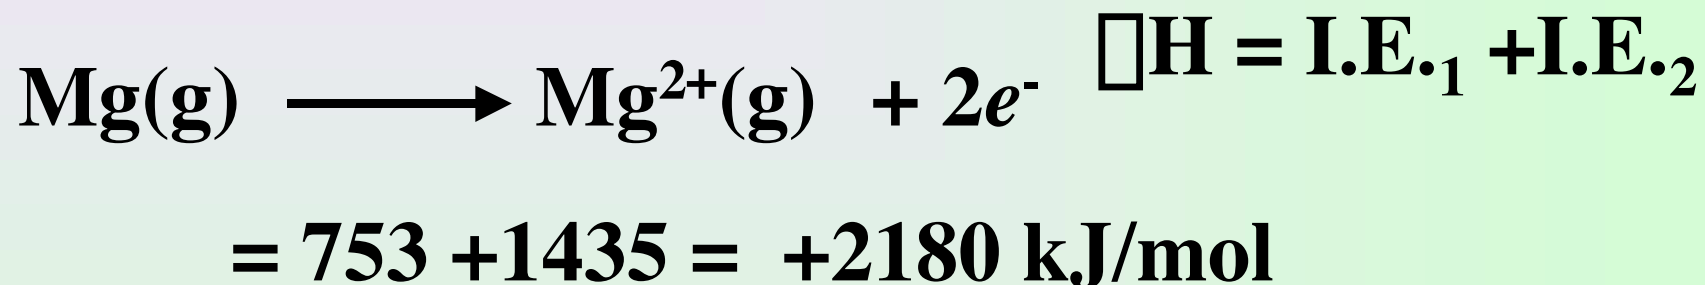 Mg(g) ⟶ Mg²⁺(g) + 2e⁻ ▯H = I.E.₁ +I.E.₂
= 753 +1435 = +2180 kJ/mol